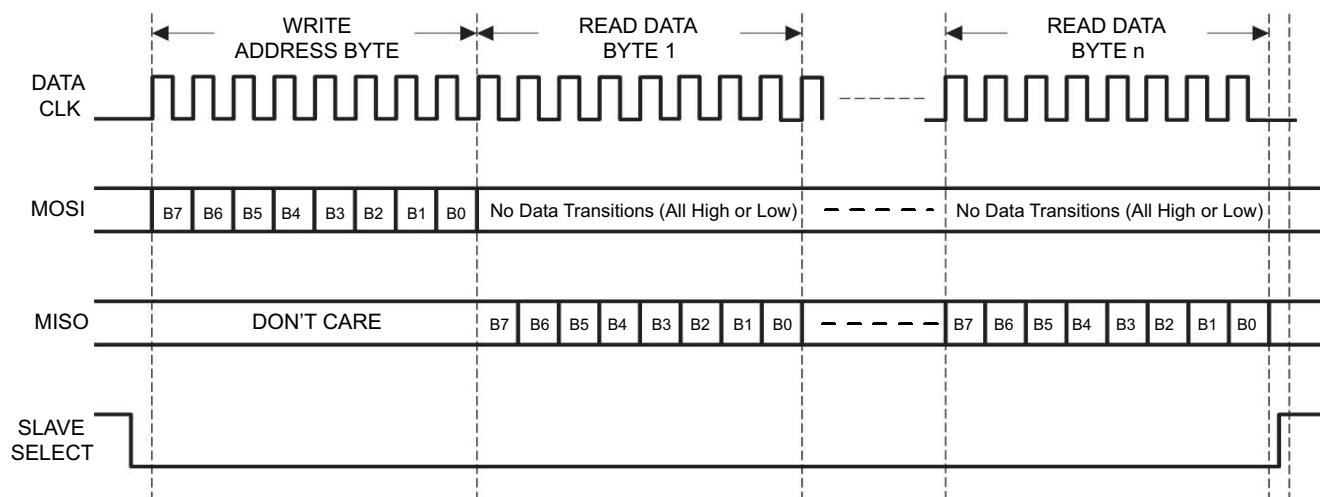 WRITE
ADDRESS BYTE
READ DATA
BYTE 1
READ DATA
BYTE n
DATA
CLK
MOSI
B7 B6 B5 B4 B3 B2 B1 B0
No Data Transitions (All High or Low)
No Data Transitions (All High or Low)
MISO
DON'T CARE
B7 B6 B5 B4 B3 B2 B1 B0
B7 B6 B5 B4 B3 B2 B1 B0
SLAVE
SELECT